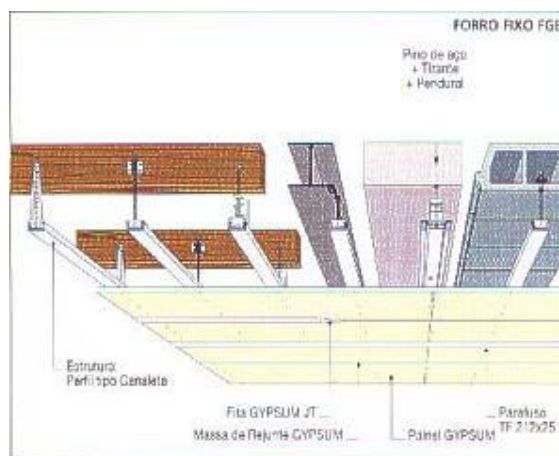 FORRO FIXO FGE
Pino de aço
+ Tirante
+ Pendural
Estrutura:
Perfil tipo Canaleta
Fita GYPSUM JT
Massa de Rejunte GYPSUM
Painel GYPSUM
Parafuso
TF 212x25